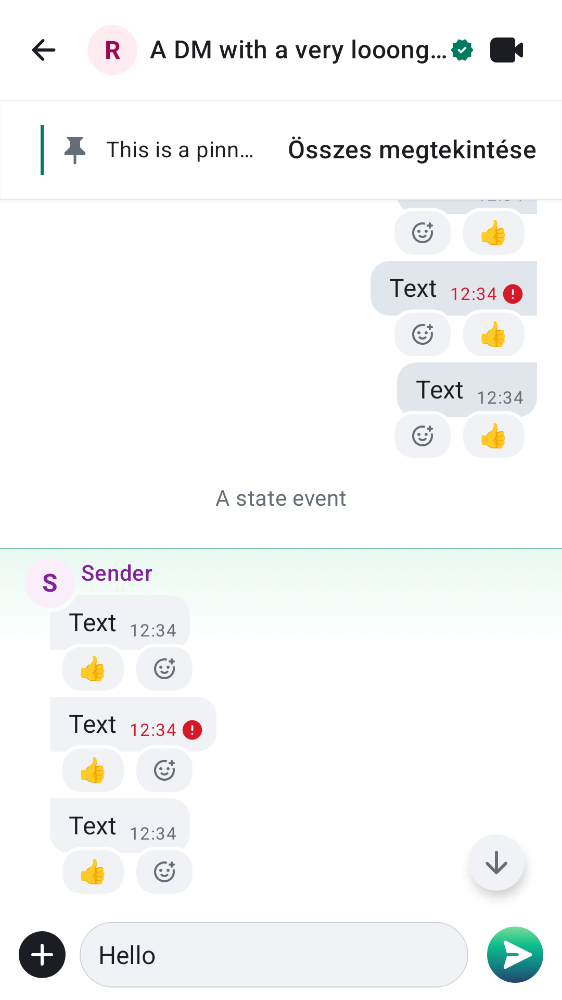 R A DM with a very looong…
This is a pinn… Összes megtekintése
Text 12:34
Text 12:34
A state event
S Sender
Text 12:34
Text 12:34
Text 12:34
Hello